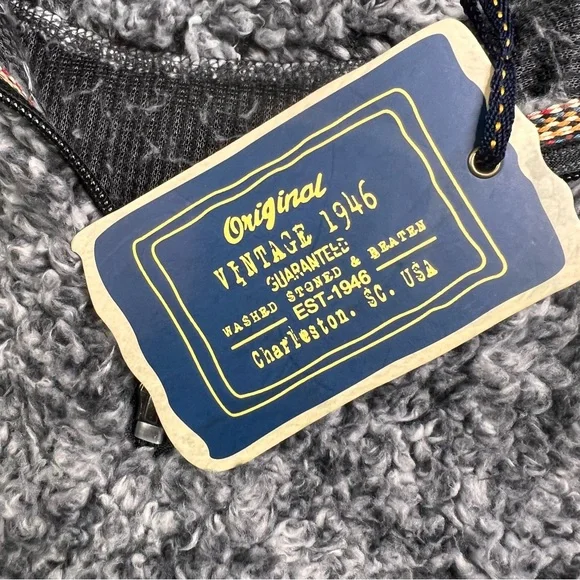 Original
VINTAGE 1946
GUARANTEED
WASHED STONED & BEATEN
EST-1946
Charleston. SC. USA